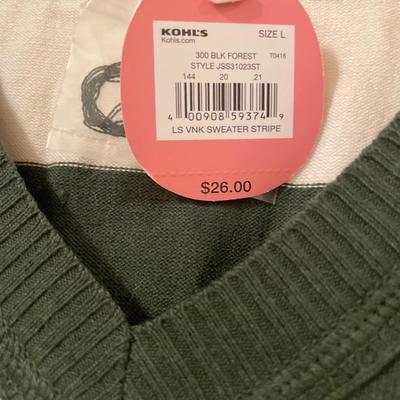 KOHL'S
Kohls.com
SIZE L
300 BLK FOREST T0416
STYLE JSS31023ST
144 20 21
4 00908 59374 9
LS VNK SWEATER STRIPE
$26.00